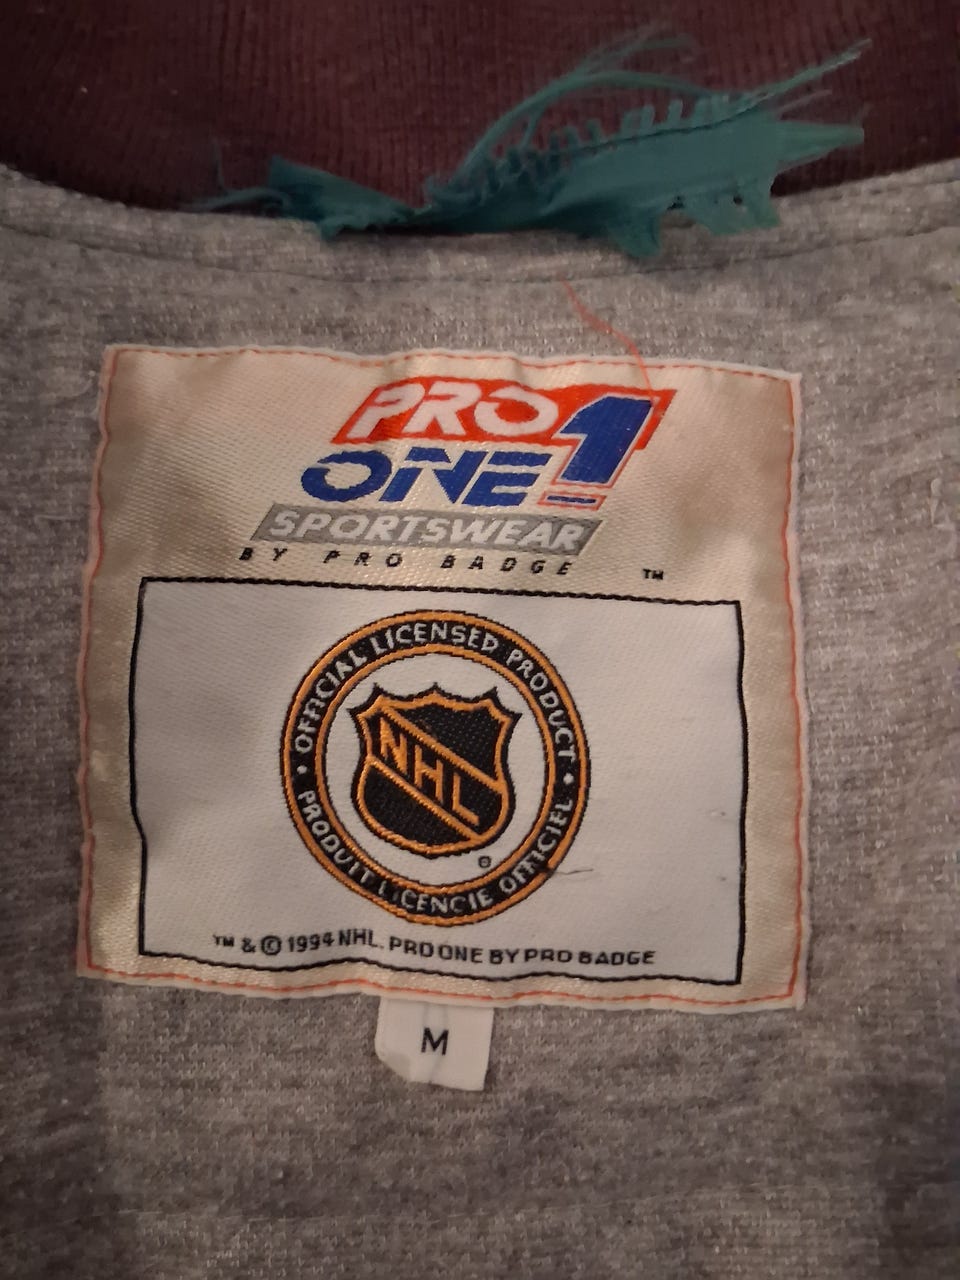 PRO 1
ONE
SPORTSWEAR
BY PRO BADGE ™
• OFFICIAL LICENSED PRODUCT •
NHL
®
PRODUIT LICENCIE OFFICIEL
™ & © 1994 NHL. PRO ONE BY PRO BADGE
M